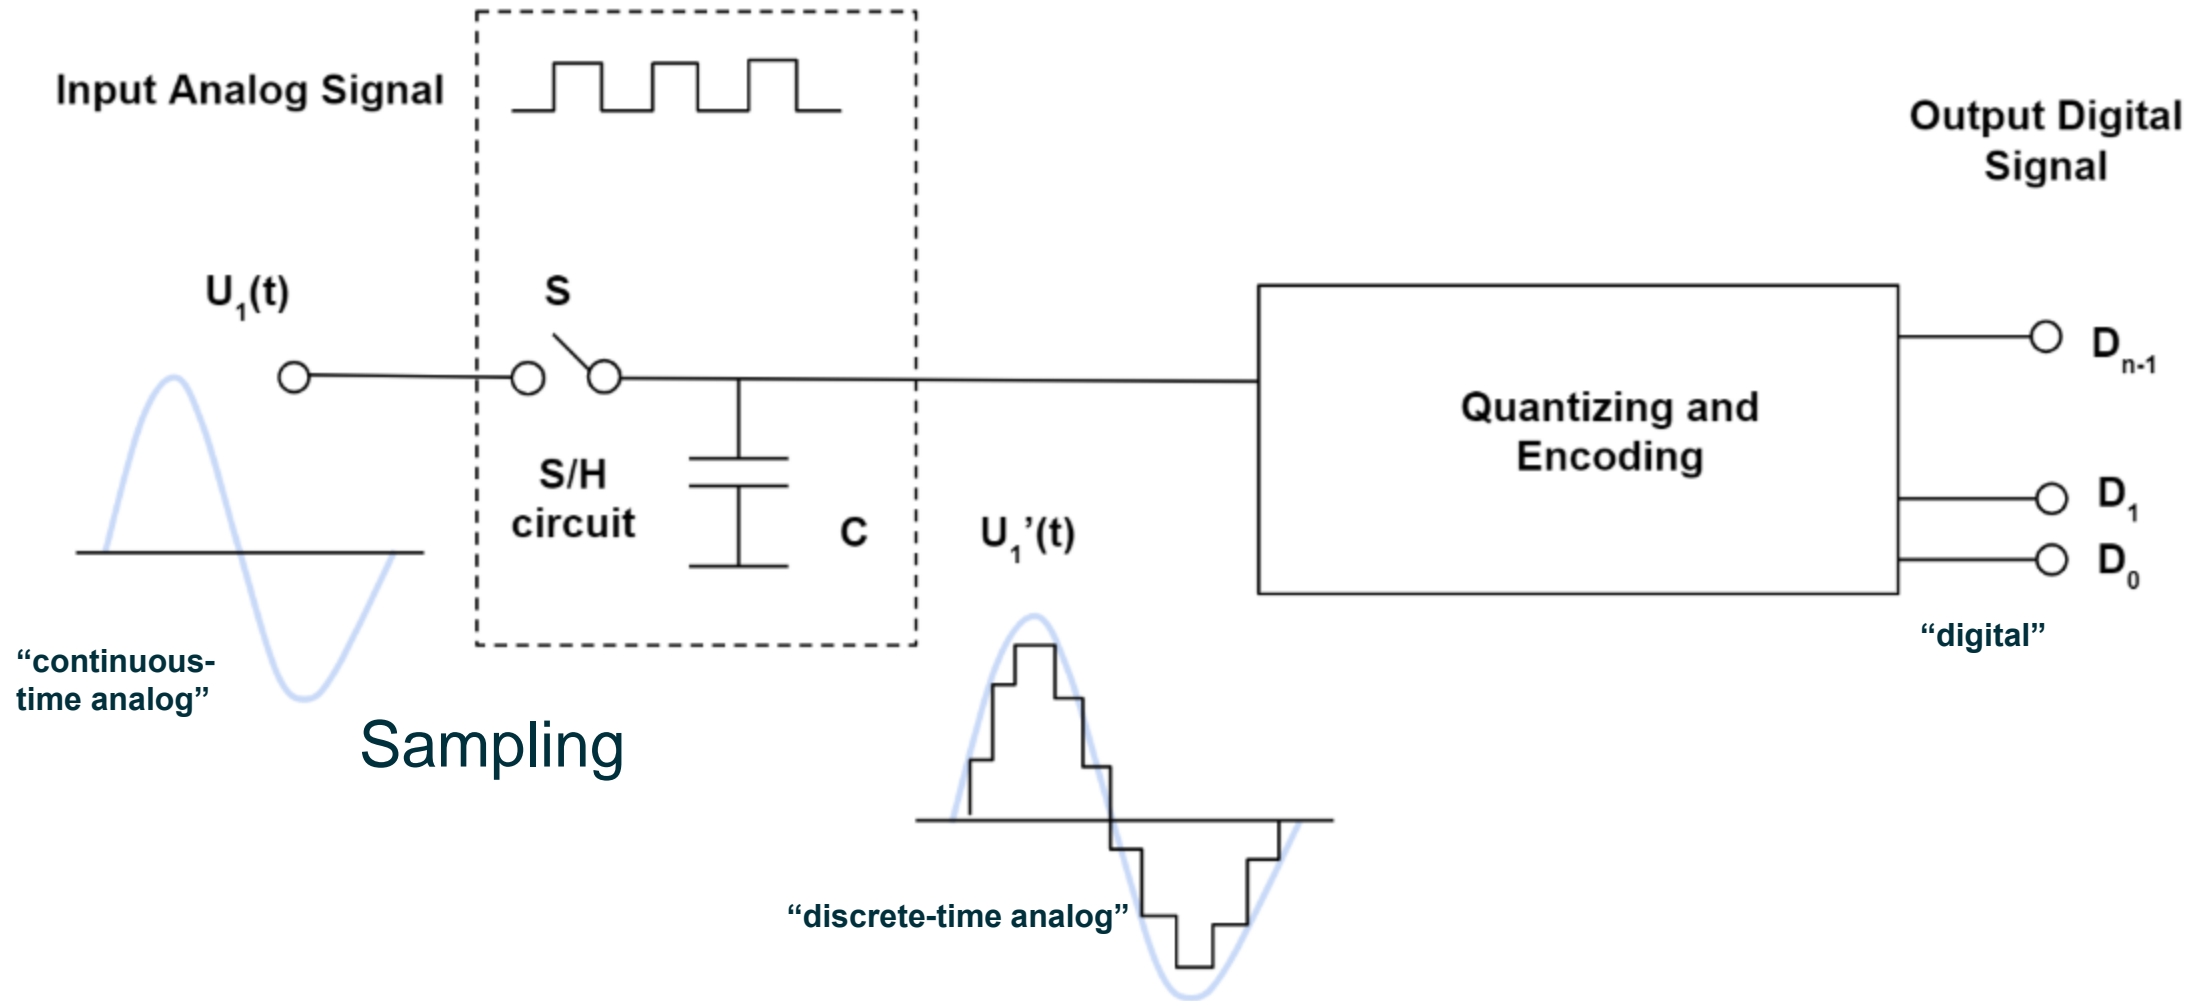 Input Analog Signal
Output Digital
Signal
U₁(t)
S
S/H
circuit
C
U₁’(t)
Quantizing and
Encoding
Dₙ₋₁
D₁
D₀
“digital”
“continuous-
time analog”
Sampling
“discrete-time analog”